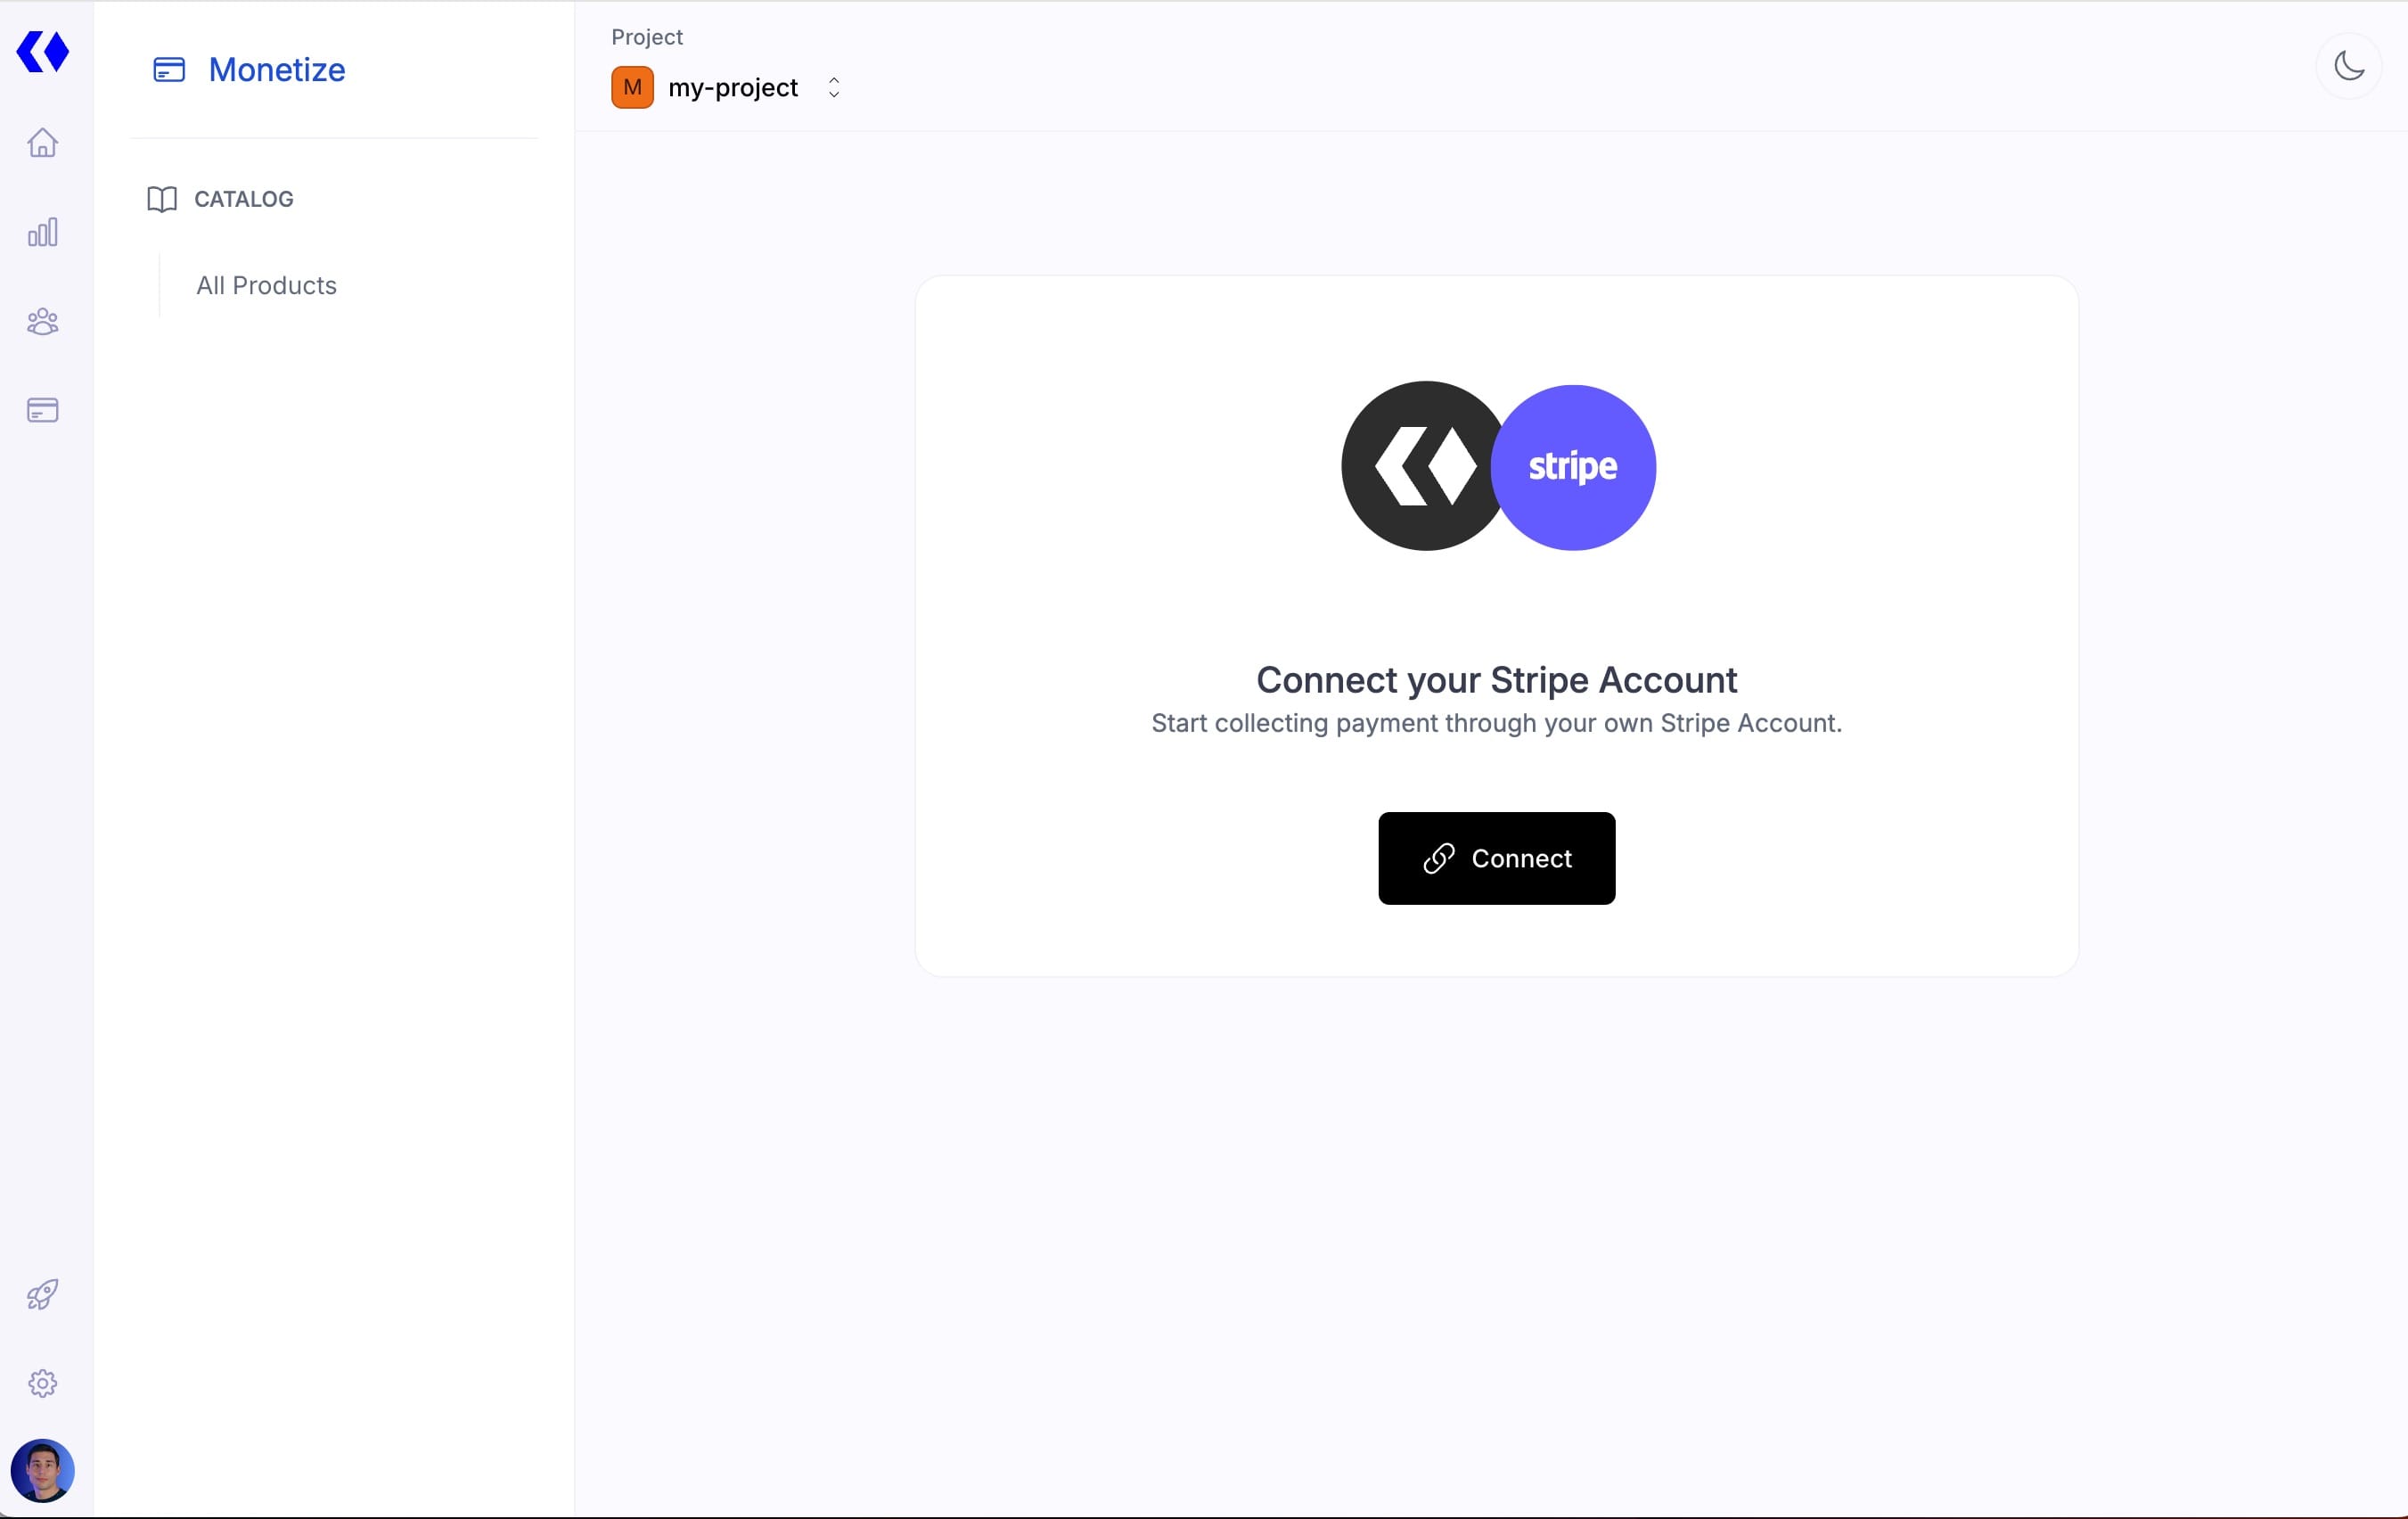 Monetize
CATALOG
All Products
Project
M my-project
stripe
Connect your Stripe Account
Start collecting payment through your own Stripe Account.
Connect